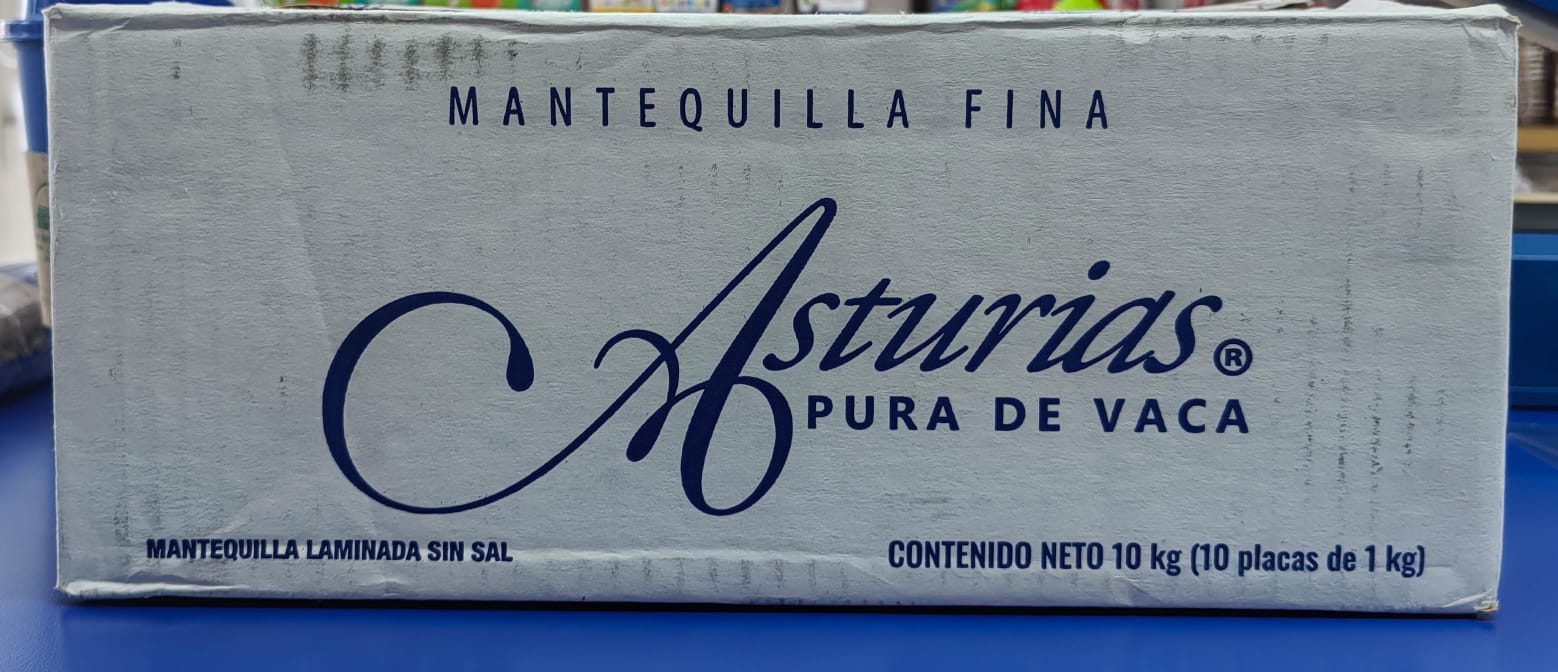 MANTEQUILLA FINA
Asturias®
PURA DE VACA
MANTEQUILLA LAMINADA SIN SAL
CONTENIDO NETO 10 kg (10 placas de 1 kg)